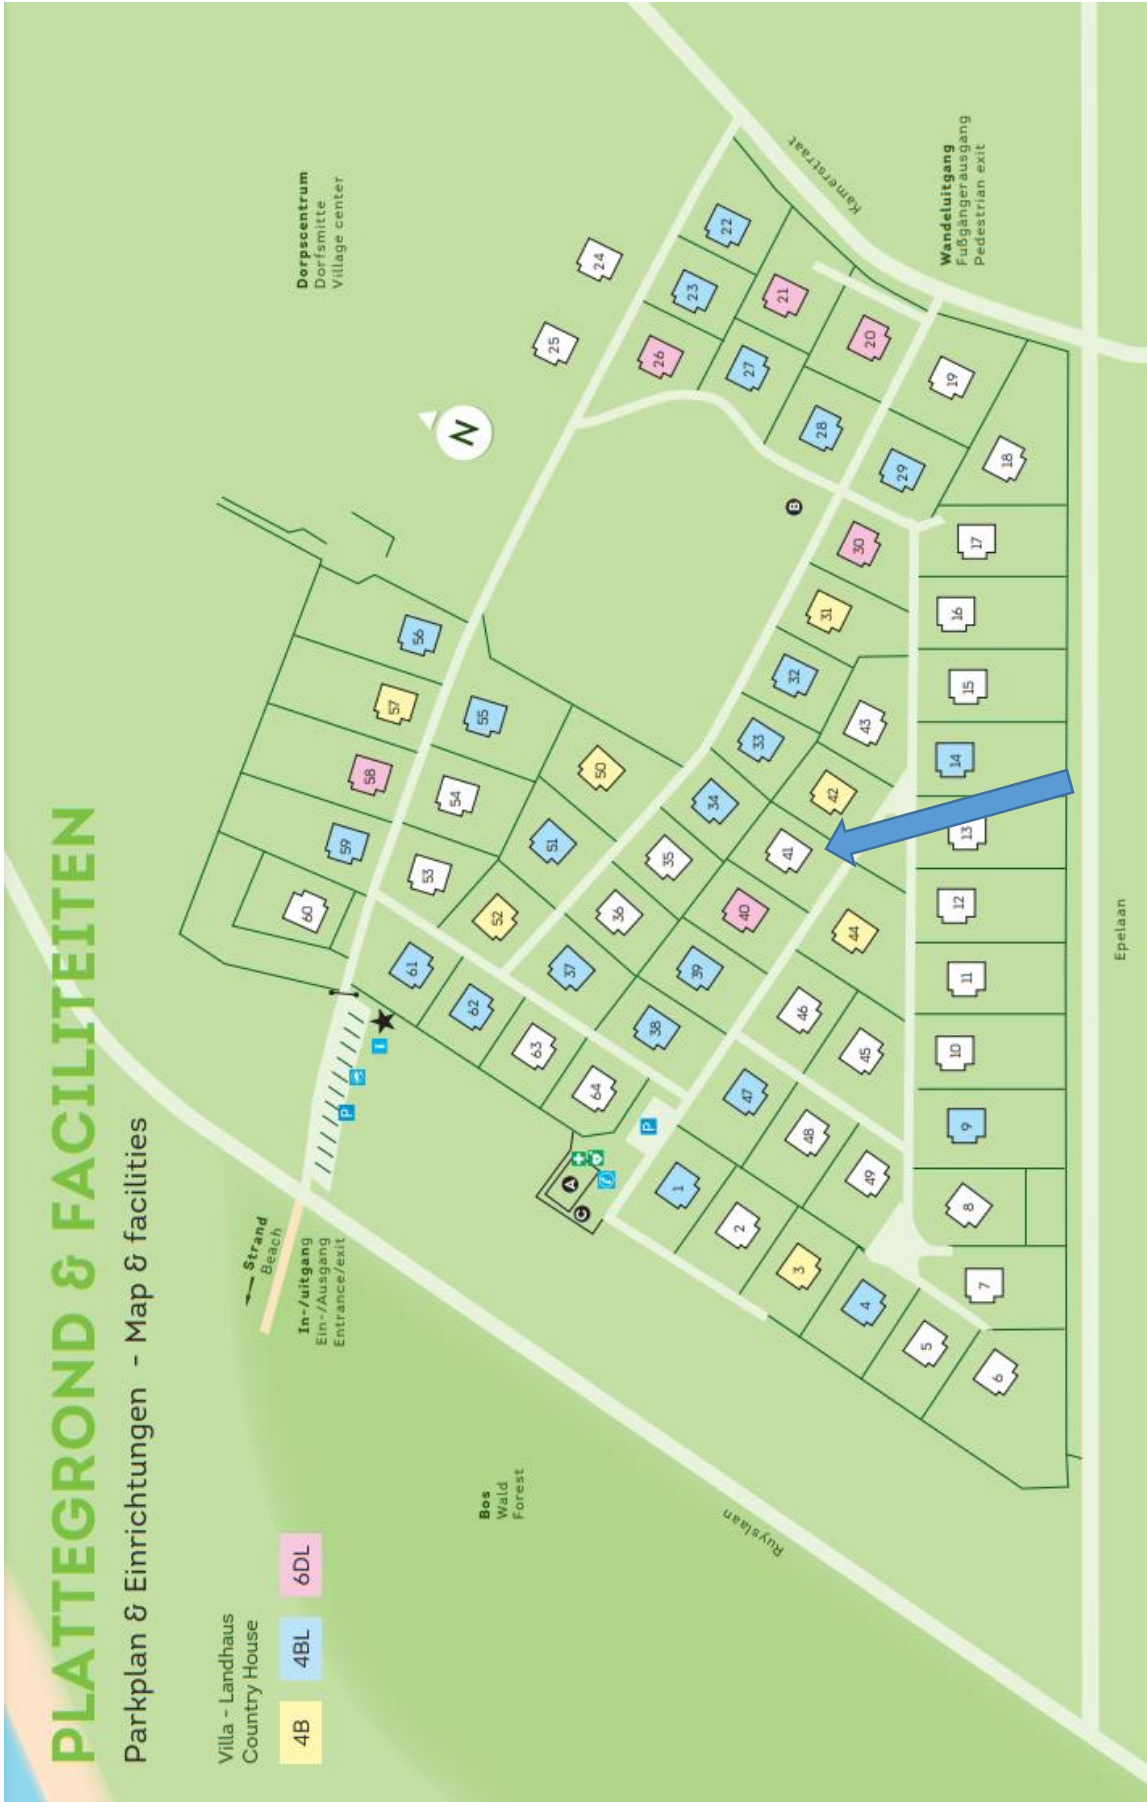 PLATTEGROND & FACILITEITEN
Parkplan & Einrichtungen - Map & facilities
Villa - Landhaus
Country House
4B
4BL
6DL
Strand
Beach
In-/uitgang
Ein-/Ausgang
Entrance/exit
Dorpscentrum
Dorfsmitte
Village center
Bos
Wald
Forest
Ruyslaan
Kamerstraat
Wandeluitgang
Fußgängerausgang
Pedestrian exit
Epelaan
N
P
i
P
i
A
B
C
1
2
3
4
5
6
7
8
9
10
11
12
13
14
15
16
17
18
19
20
21
22
23
24
25
26
27
28
29
30
31
32
33
34
35
36
37
38
39
40
41
42
43
44
45
46
47
48
49
50
51
52
53
54
55
56
57
58
59
60
61
62
63
64